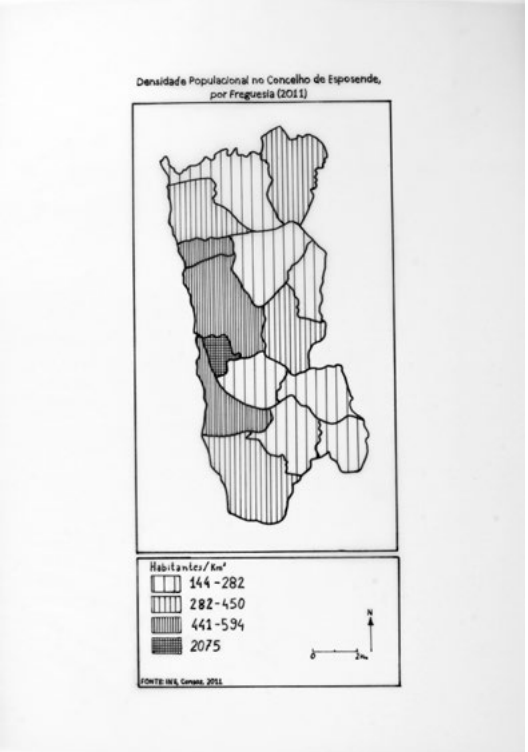 Densidade Populacional no Concelho de Esposende,
por Freguesia (2011)
Habitantes/Km²
144-282
282-450
441-594
2075
N
0 2Km
FONTE: INE, Censos, 2011